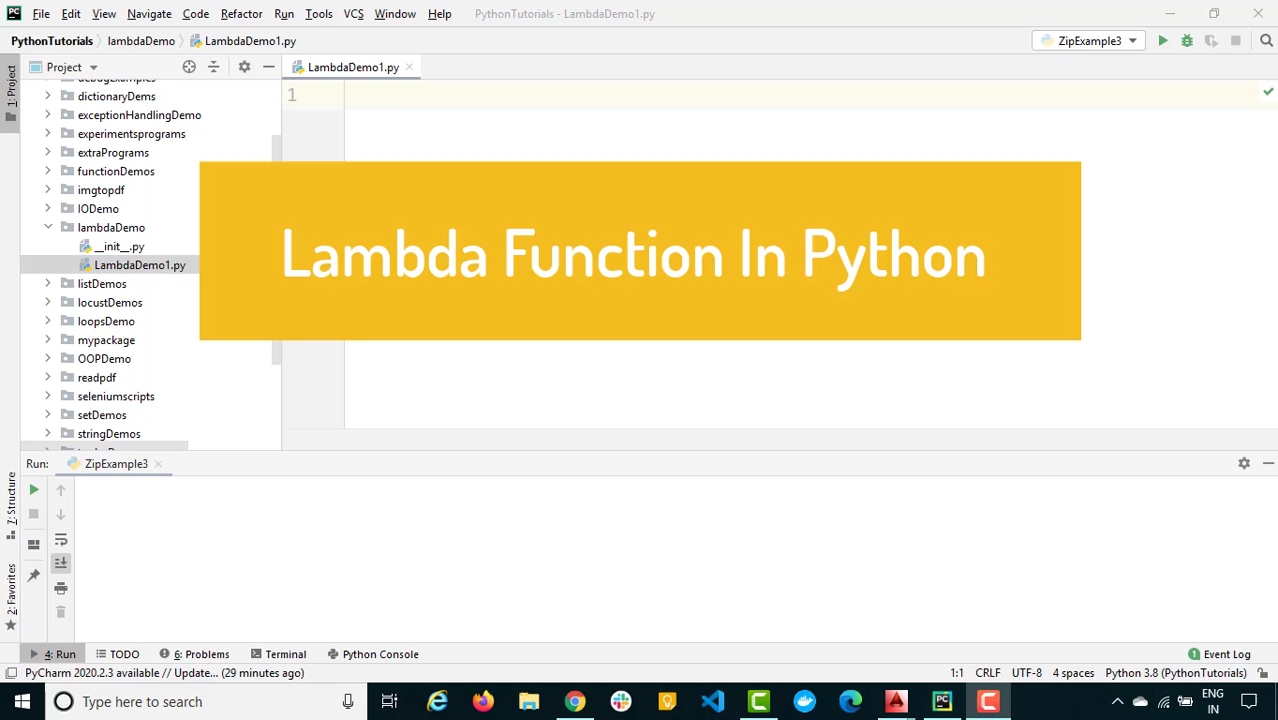 PC File Edit View Navigate Code Refactor Run Tools VCS Window Help PythonTutorials - LambdaDemo1.py
PythonTutorials lambdaDemo LambdaDemo1.py ZipExample3
1: Project
Project
LambdaDemo1.py
1
dictionaryDems
exceptionHandlingDemo
experimentsprograms
extraPrograms
functionDemos
imgtopdf
IODemo
lambdaDemo
__init__.py
LambdaDemo1.py
listDemos
locustDemos
loopsDemo
mypackage
OOPDemo
readpdf
seleniumscripts
setDemos
stringDemos
Lambda Function In Python
Run: ZipExample3
7: Structure
2: Favorites
4: Run TODO 6: Problems Terminal Python Console 1 Event Log
PyCharm 2020.2.3 available // Update... (29 minutes ago) 1:1 CRLF UTF-8 4 spaces Python 3.8 (PythonTutorials)
Type here to search
ENG
IN